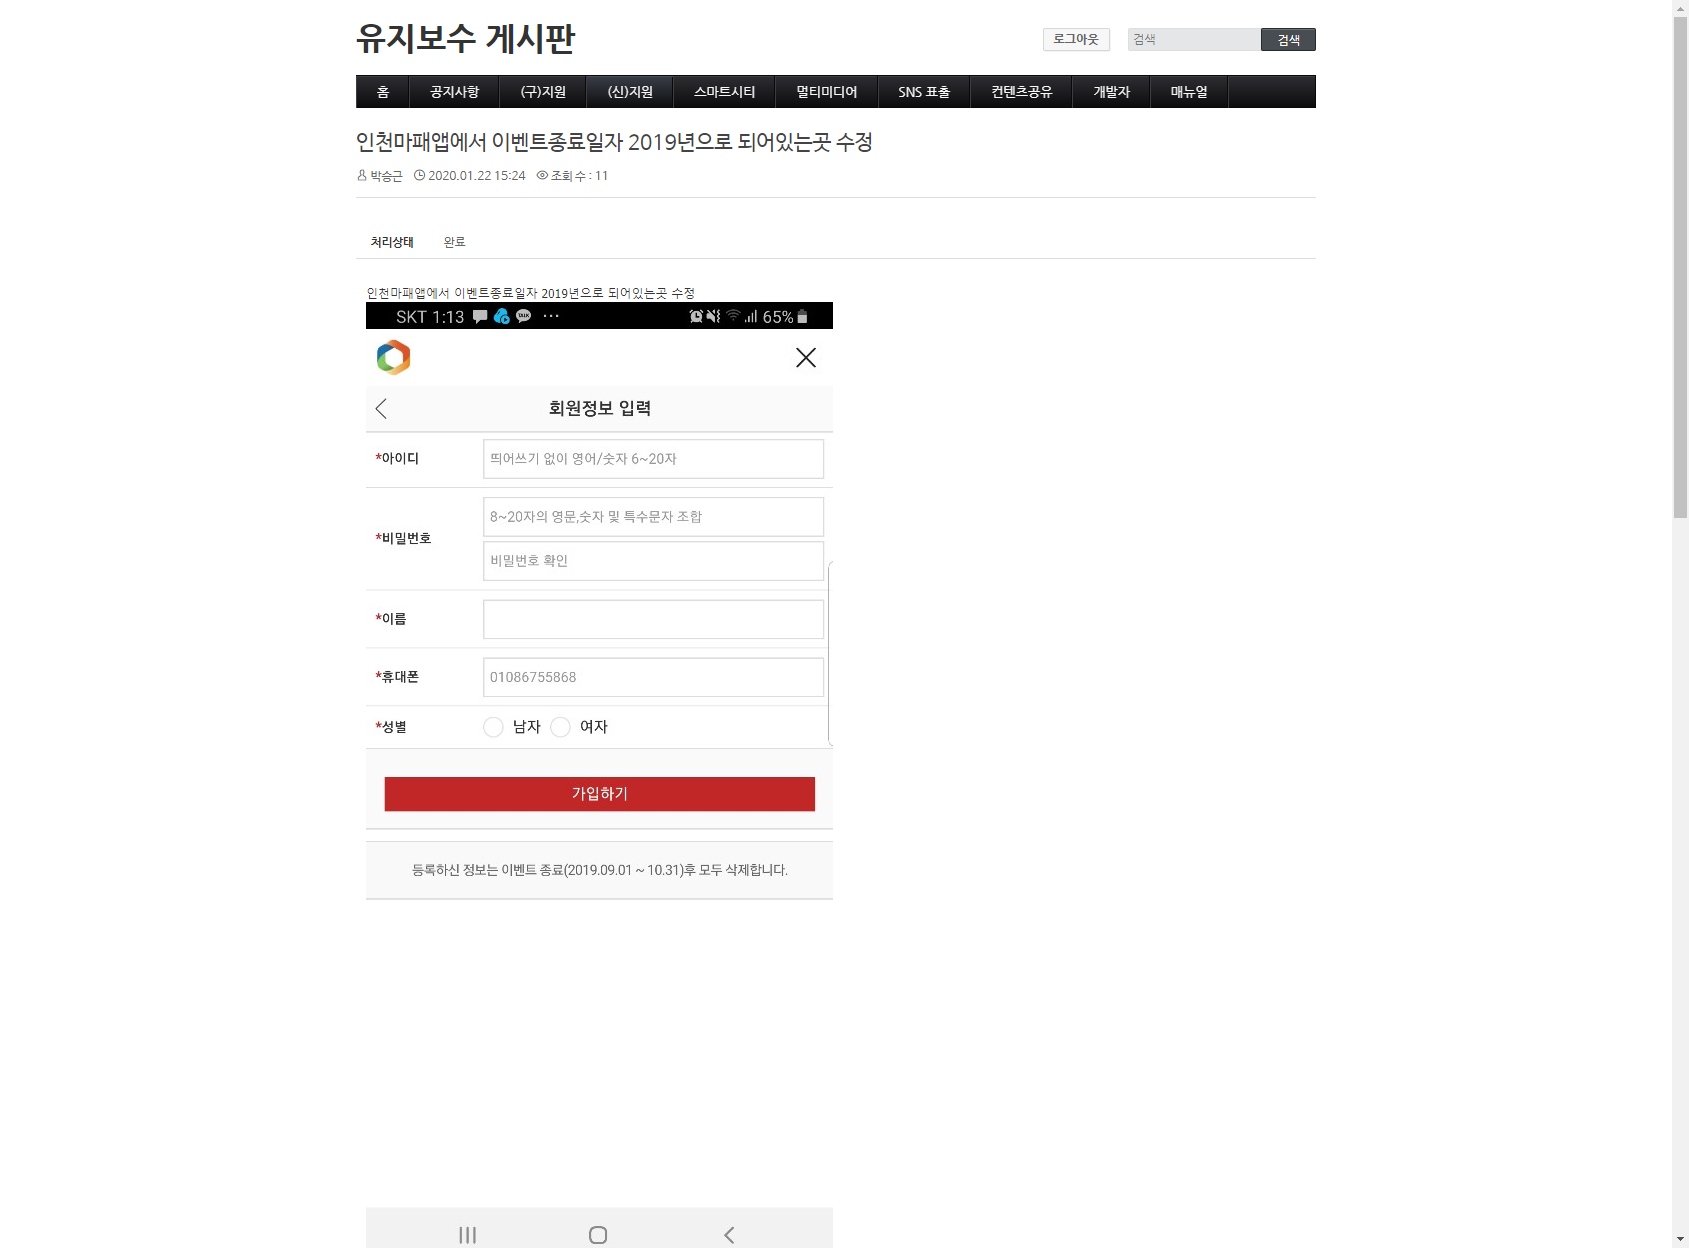 유지보수 게시판
로그아웃 검색 검색
홈 공지사항 (구)지원 (신)지원 스마트시티 멀티미디어 SNS 표출 컨텐츠공유 개발자 매뉴얼
인천마패앱에서 이벤트종료일자 2019년으로 되어있는곳 수정
박승근 2020.01.22 15:24 조회 수 : 11
처리상태 완료
인천마패앱에서 이벤트종료일자 2019년으로 되어있는곳 수정
SKT 1:13 TALK ··· 65%
회원정보 입력
*아이디 띄어쓰기 없이 영어/숫자 6~20자
*비밀번호 8~20자의 영문,숫자 및 특수문자 조합
비밀번호 확인
*이름
*휴대폰 01086755868
*성별 남자 여자
가입하기
등록하신 정보는 이벤트 종료(2019.09.01 ~ 10.31)후 모두 삭제합니다.